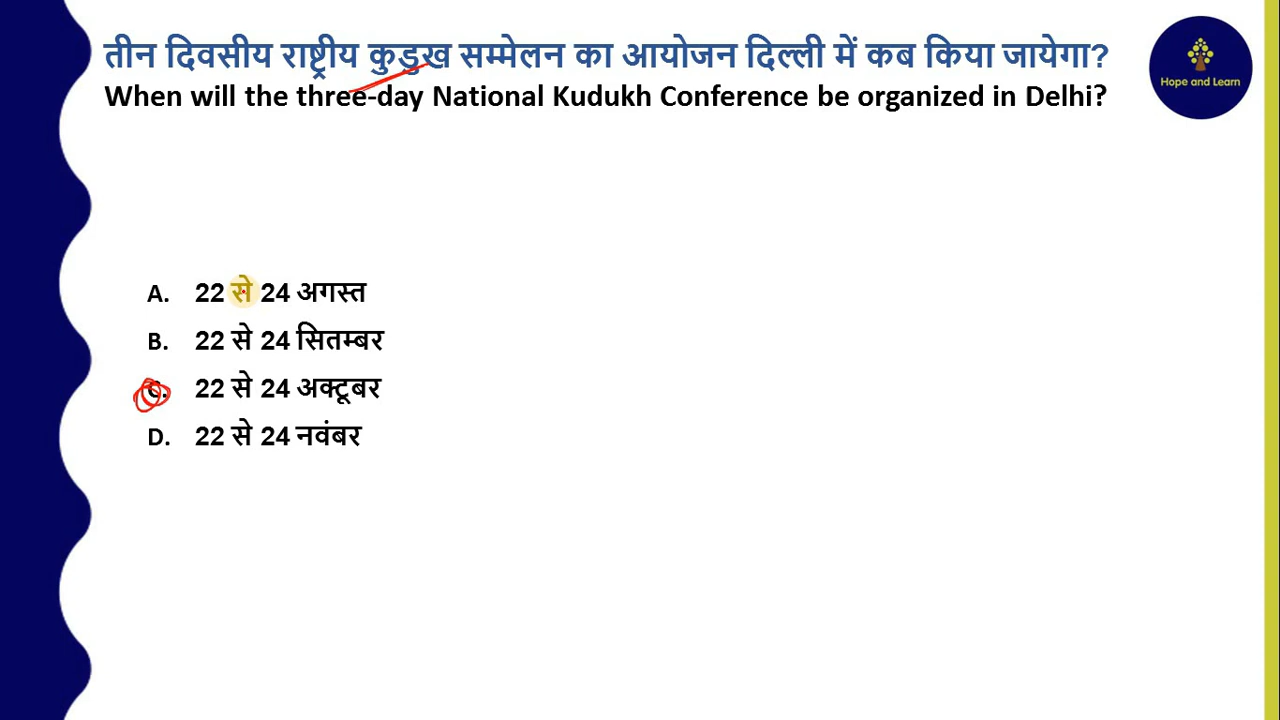 तीन दिवसीय राष्ट्रीय कुडुख सम्मेलन का आयोजन दिल्ली में कब किया जायेगा?
When will the three-day National Kudukh Conference be organized in Delhi?
Hope and Learn
A. 22 से 24 अगस्त
B. 22 से 24 सितम्बर
C. 22 से 24 अक्टूबर
D. 22 से 24 नवंबर